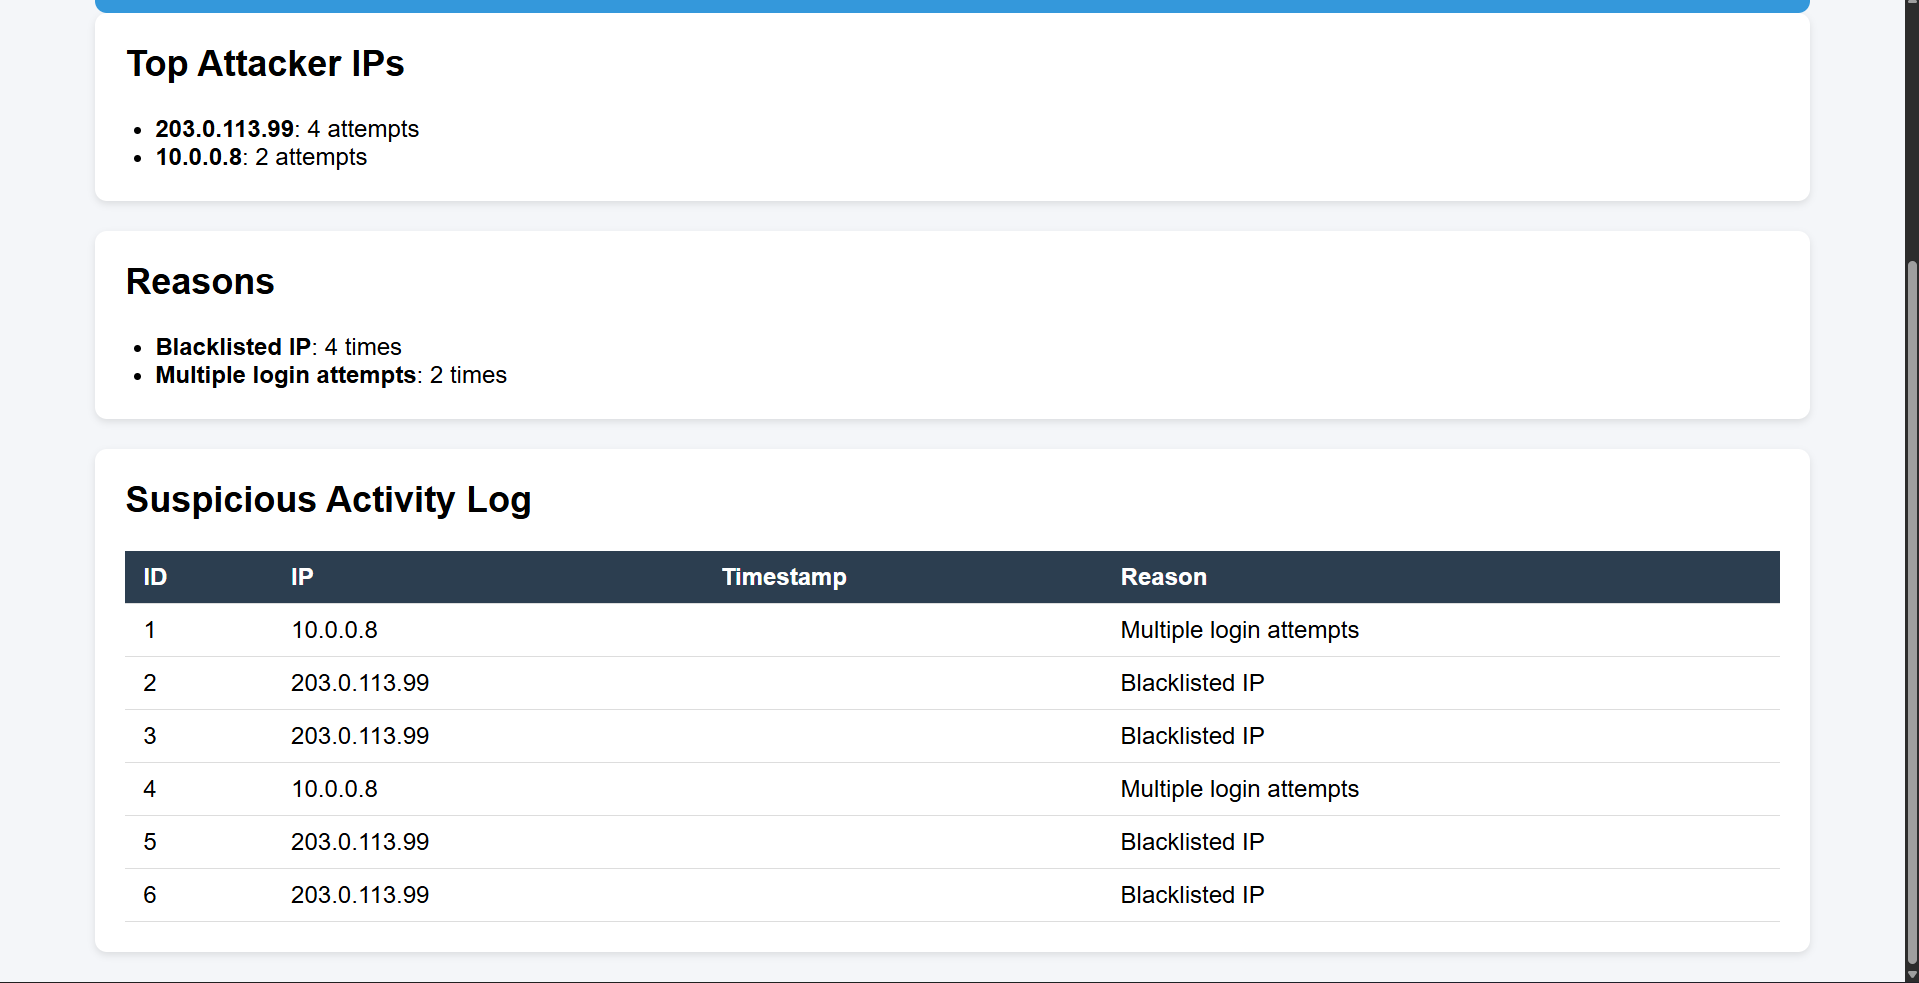 Top Attacker IPs
203.0.113.99: 4 attempts
10.0.0.8: 2 attempts
Reasons
Blacklisted IP: 4 times
Multiple login attempts: 2 times
Suspicious Activity Log
ID IP Timestamp Reason
1 10.0.0.8 Multiple login attempts
2 203.0.113.99 Blacklisted IP
3 203.0.113.99 Blacklisted IP
4 10.0.0.8 Multiple login attempts
5 203.0.113.99 Blacklisted IP
6 203.0.113.99 Blacklisted IP